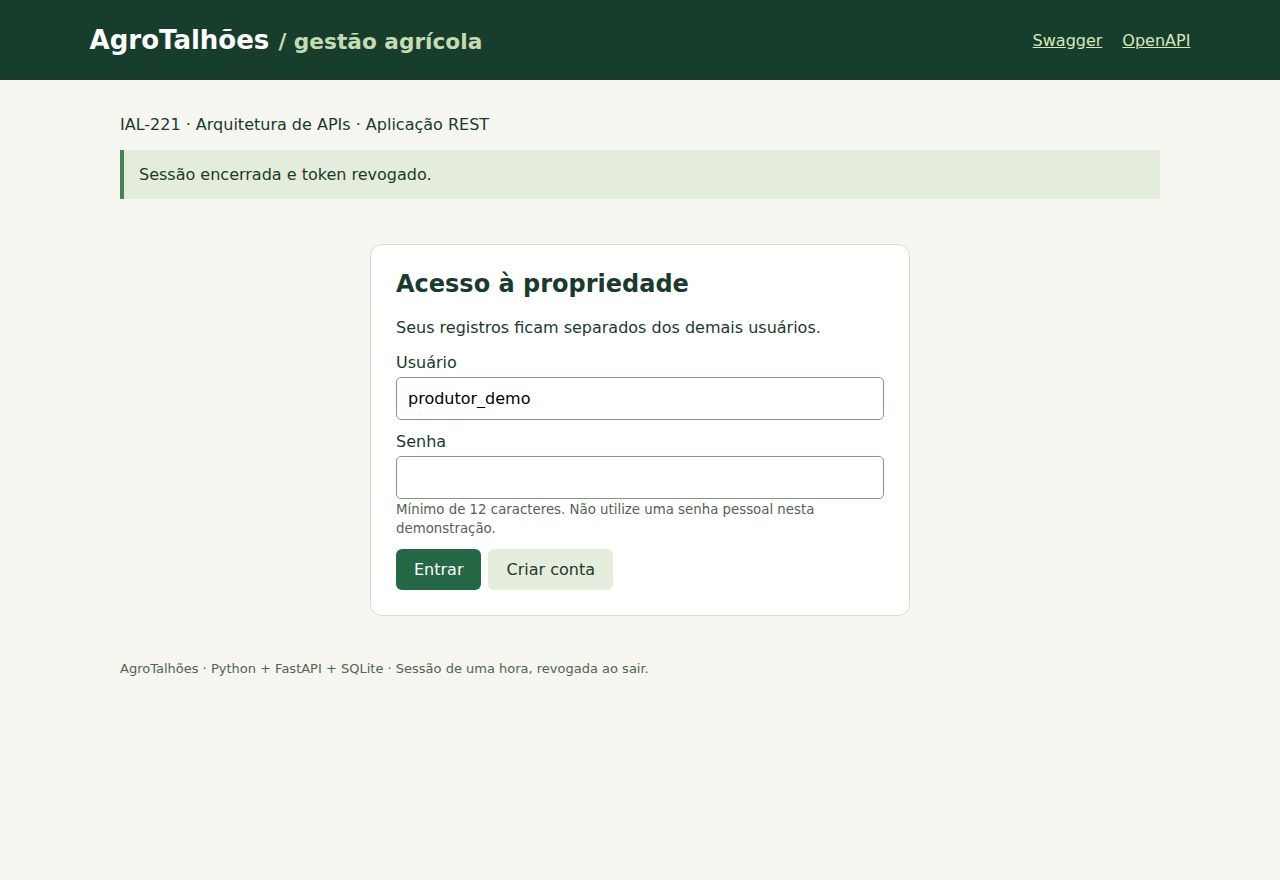 AgroTalhões / gestão agrícola
Swagger OpenAPI
IAL-221 · Arquitetura de APIs · Aplicação REST
Sessão encerrada e token revogado.
Acesso à propriedade
Seus registros ficam separados dos demais usuários.
Usuário
produtor_demo
Senha
Mínimo de 12 caracteres. Não utilize uma senha pessoal nesta
demonstração.
Entrar Criar conta
AgroTalhões · Python + FastAPI + SQLite · Sessão de uma hora, revogada ao sair.